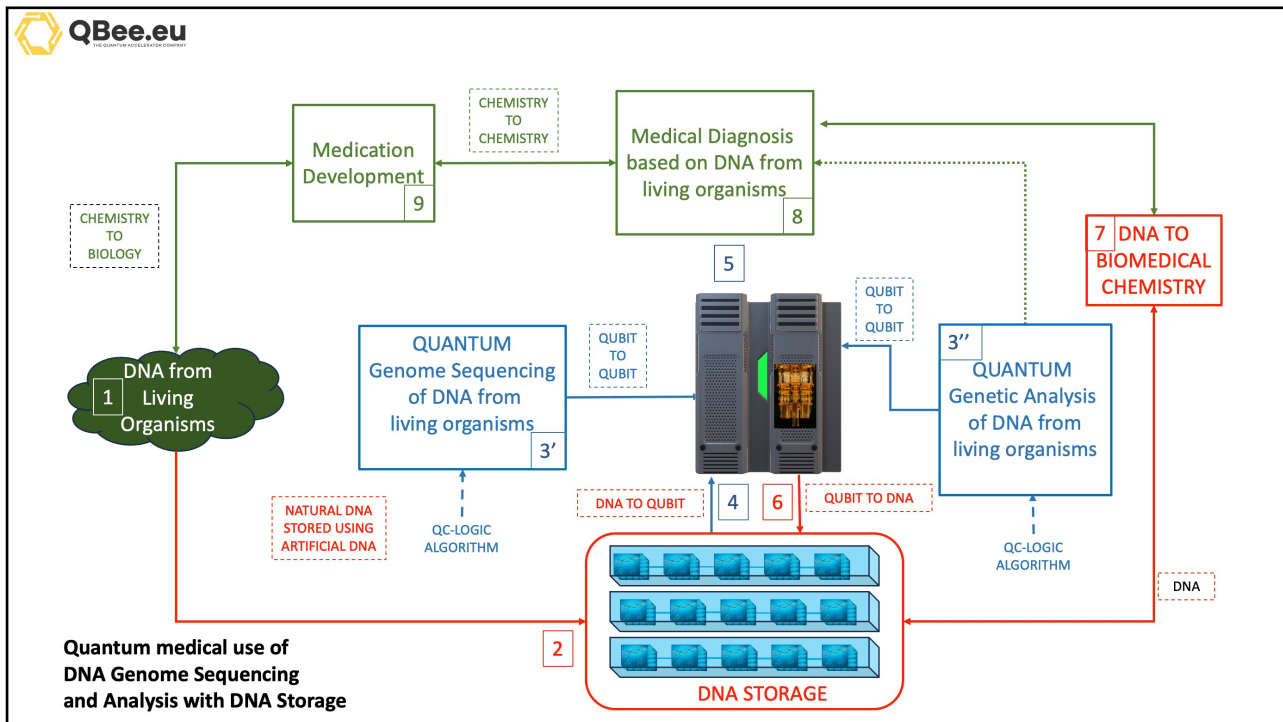 QBee.eu
THE QUANTUM ACCELERATOR COMPANY
CHEMISTRY
TO
CHEMISTRY
Medication
Development
9
Medical Diagnosis
based on DNA from
living organisms
8
CHEMISTRY
TO
BIOLOGY
7
DNA TO
BIOMEDICAL
CHEMISTRY
5
QUBIT
TO
QUBIT
QUBIT
TO
QUBIT
QUANTUM
Genome Sequencing
of DNA from
living organisms
3'
3''
QUANTUM
Genetic Analysis
of DNA from
living organisms
1
DNA from
Living
Organisms
NATURAL DNA
STORED USING
ARTIFICIAL DNA
QC-LOGIC
ALGORITHM
DNA TO QUBIT
4
6
QUBIT TO DNA
QC-LOGIC
ALGORITHM
DNA
2
DNA STORAGE
Quantum medical use of
DNA Genome Sequencing
and Analysis with DNA Storage